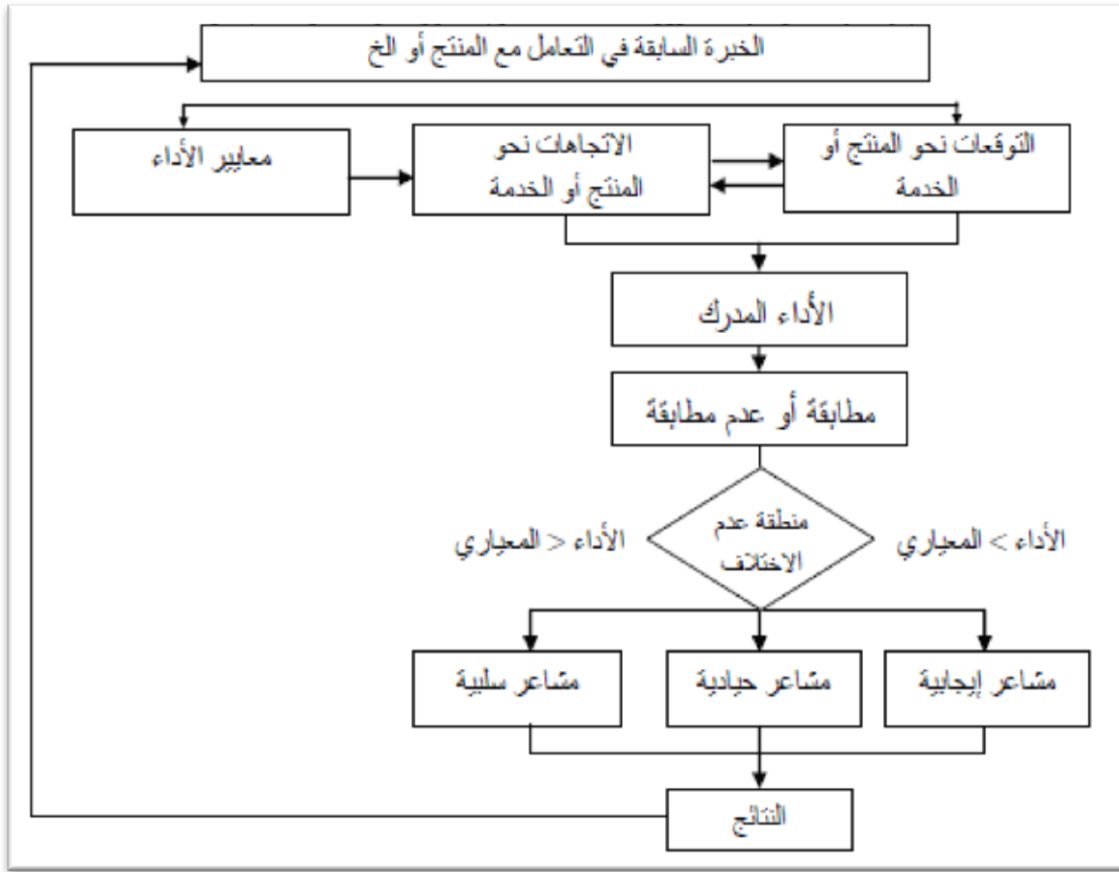 الخبرة السابقة في التعامل مع المنتج أو الخ
التوقعات نحو المنتج أو
الخدمة
الاتجاهات نحو
المنتج أو الخدمة
معايير الأداء
الأداء المدرك
مطابقة أو عدم مطابقة
الأداء > المعياري
منطقة عدم
الاختلاف
الأداء < المعياري
مشاعر إيجابية
مشاعر حيادية
مشاعر سلبية
النتائج